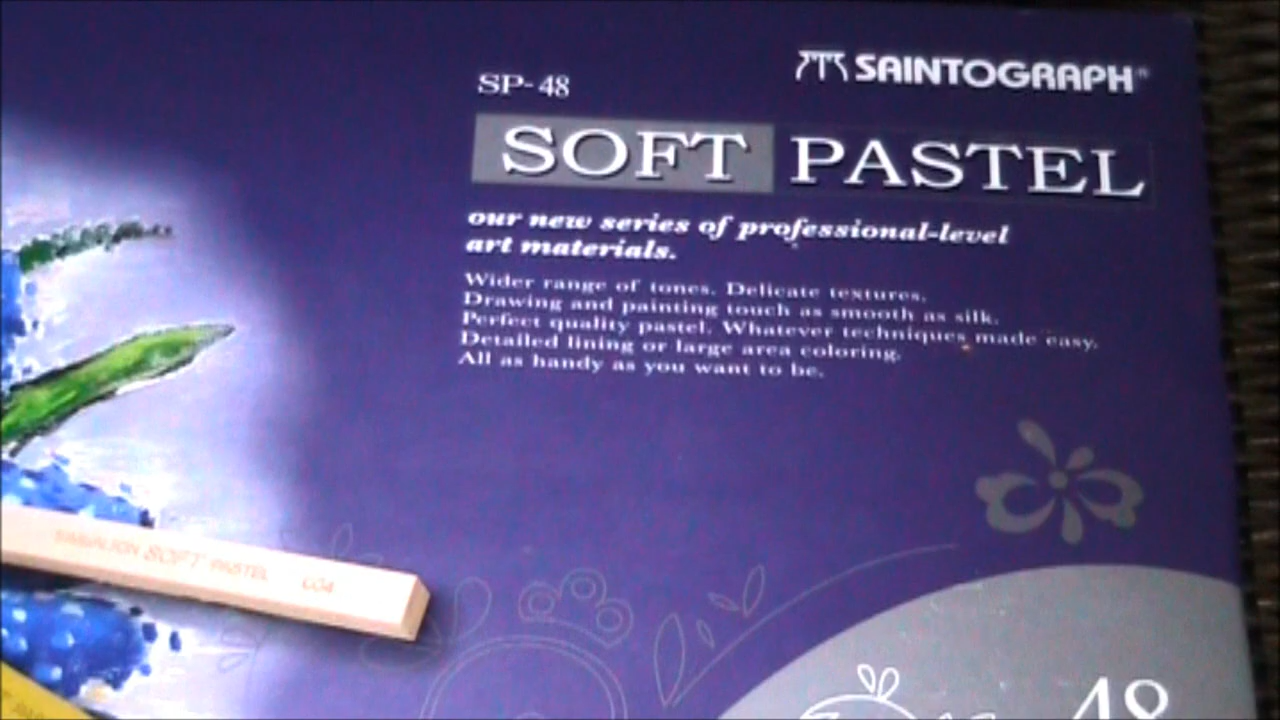 SAINTOGRAPH®
SP-48
SOFT PASTEL
our new series of professional-level
art materials.
Wider range of tones. Delicate textures.
Drawing and painting touch as smooth as silk.
Perfect quality pastel. Whatever techniques made easy.
Detailed lining or large area coloring.
All as handy as you want to be.
SOFT PASTEL
48